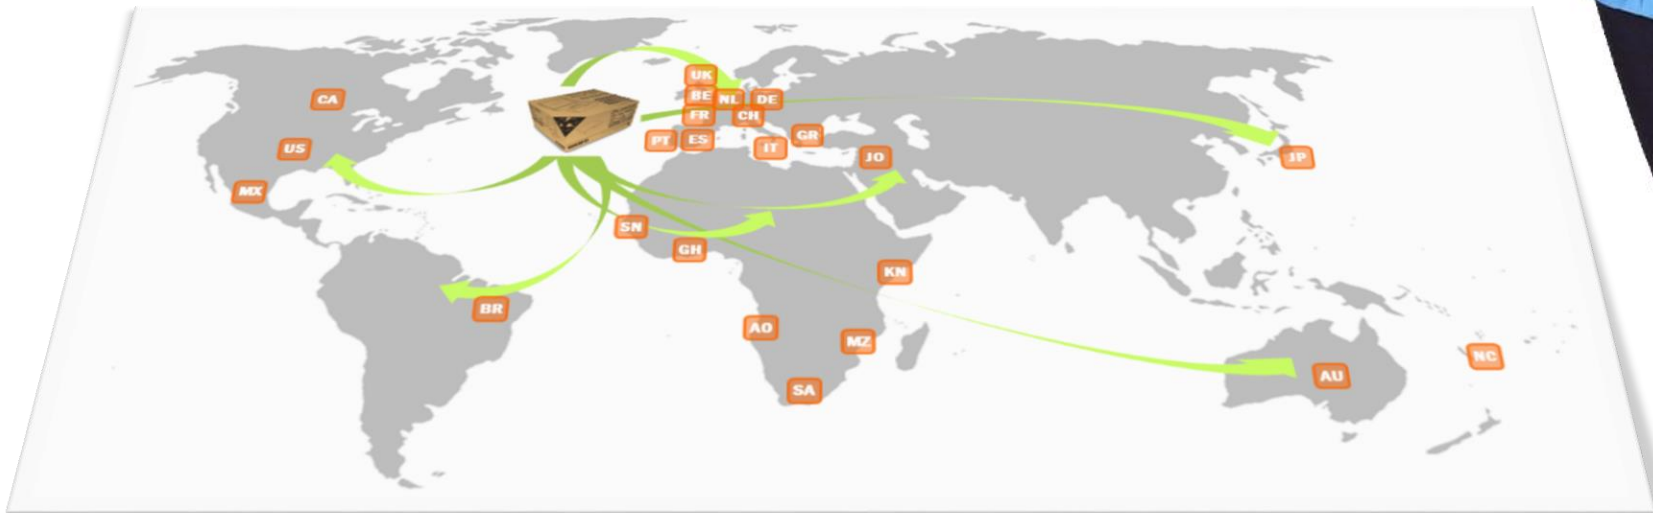 UK
CA
BE
NL
DE
FR
CH
US
PT
ES
IT
GR
JO
JP
MX
SN
GH
KN
BR
AO
MZ
NC
SA
AU